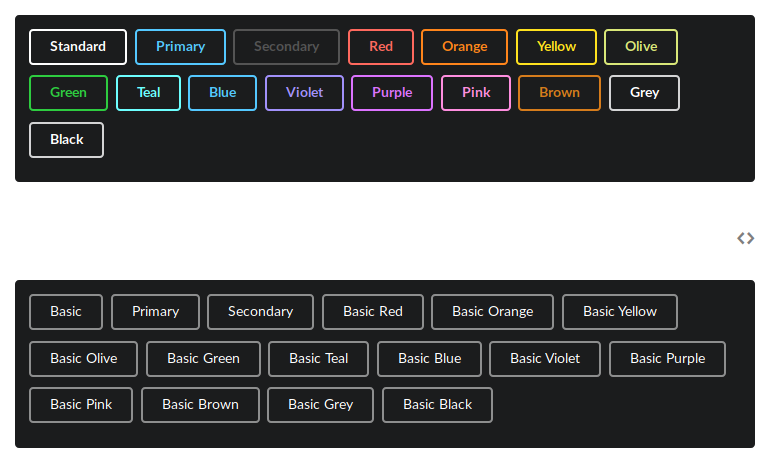 Standard Primary Secondary Red Orange Yellow Olive
Green Teal Blue Violet Purple Pink Brown Grey
Black
Basic Primary Secondary Basic Red Basic Orange Basic Yellow
Basic Olive Basic Green Basic Teal Basic Blue Basic Violet Basic Purple
Basic Pink Basic Brown Basic Grey Basic Black